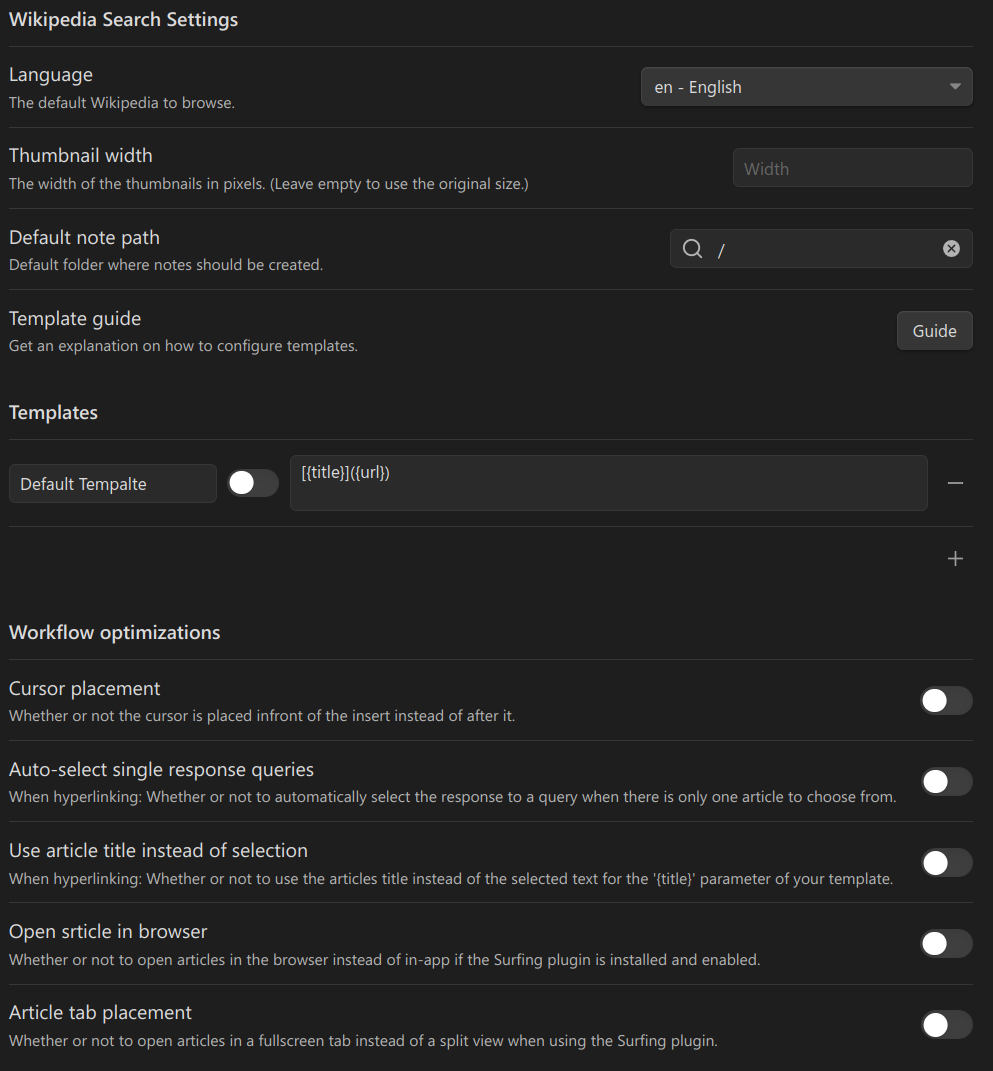 Wikipedia Search Settings
Language
The default Wikipedia to browse.
en - English
Thumbnail width
The width of the thumbnails in pixels. (Leave empty to use the original size.)
Width
Default note path
Default folder where notes should be created.
/
Template guide
Get an explanation on how to configure templates.
Guide
Templates
Default Tempalte
[{title}]({url})
Workflow optimizations
Cursor placement
Whether or not the cursor is placed infront of the insert instead of after it.
Auto-select single response queries
When hyperlinking: Whether or not to automatically select the response to a query when there is only one article to choose from.
Use article title instead of selection
When hyperlinking: Whether or not to use the articles title instead of the selected text for the '{title}' parameter of your template.
Open srticle in browser
Whether or not to open articles in the browser instead of in-app if the Surfing plugin is installed and enabled.
Article tab placement
Whether or not to open articles in a fullscreen tab instead of a split view when using the Surfing plugin.